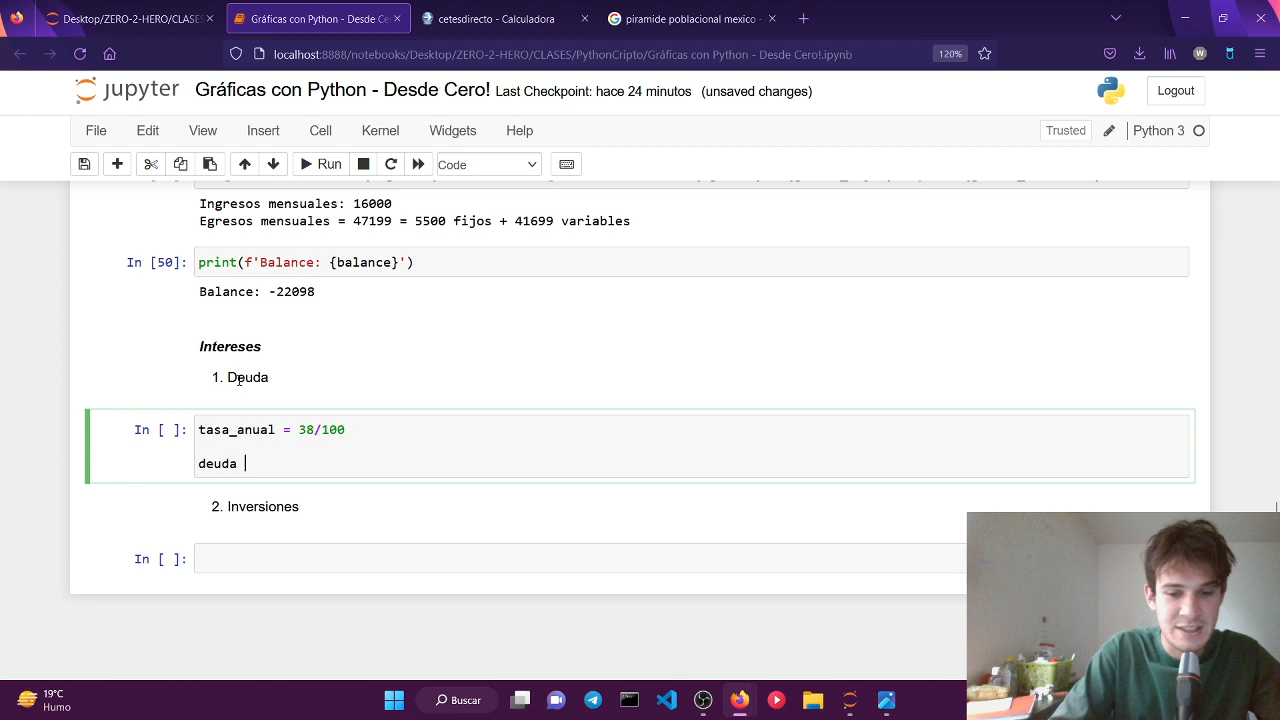 Desktop/ZERO-2-HERO/CLASES
Gráficas con Python - Desde Ce
cetesdirecto - Calculadora
piramide poblacional mexico -
localhost:8888/notebooks/Desktop/ZERO-2-HERO/CLASES/PythonCripto/Gráficas con Python - Desde Cero!.ipynb
120%
jupyter Gráficas con Python - Desde Cero! Last Checkpoint: hace 24 minutos (unsaved changes)
Logout
File Edit View Insert Cell Kernel Widgets Help
Trusted
Python 3
Run
Code
Ingresos mensuales: 16000
Egresos mensuales = 47199 = 5500 fijos + 41699 variables
In [50]: print(f'Balance: {balance}')
Balance: -22098
Intereses
1. Deuda
In [ ]: tasa_anual = 38/100
deuda
2. Inversiones
In [ ]:
19°C
Humo
Buscar